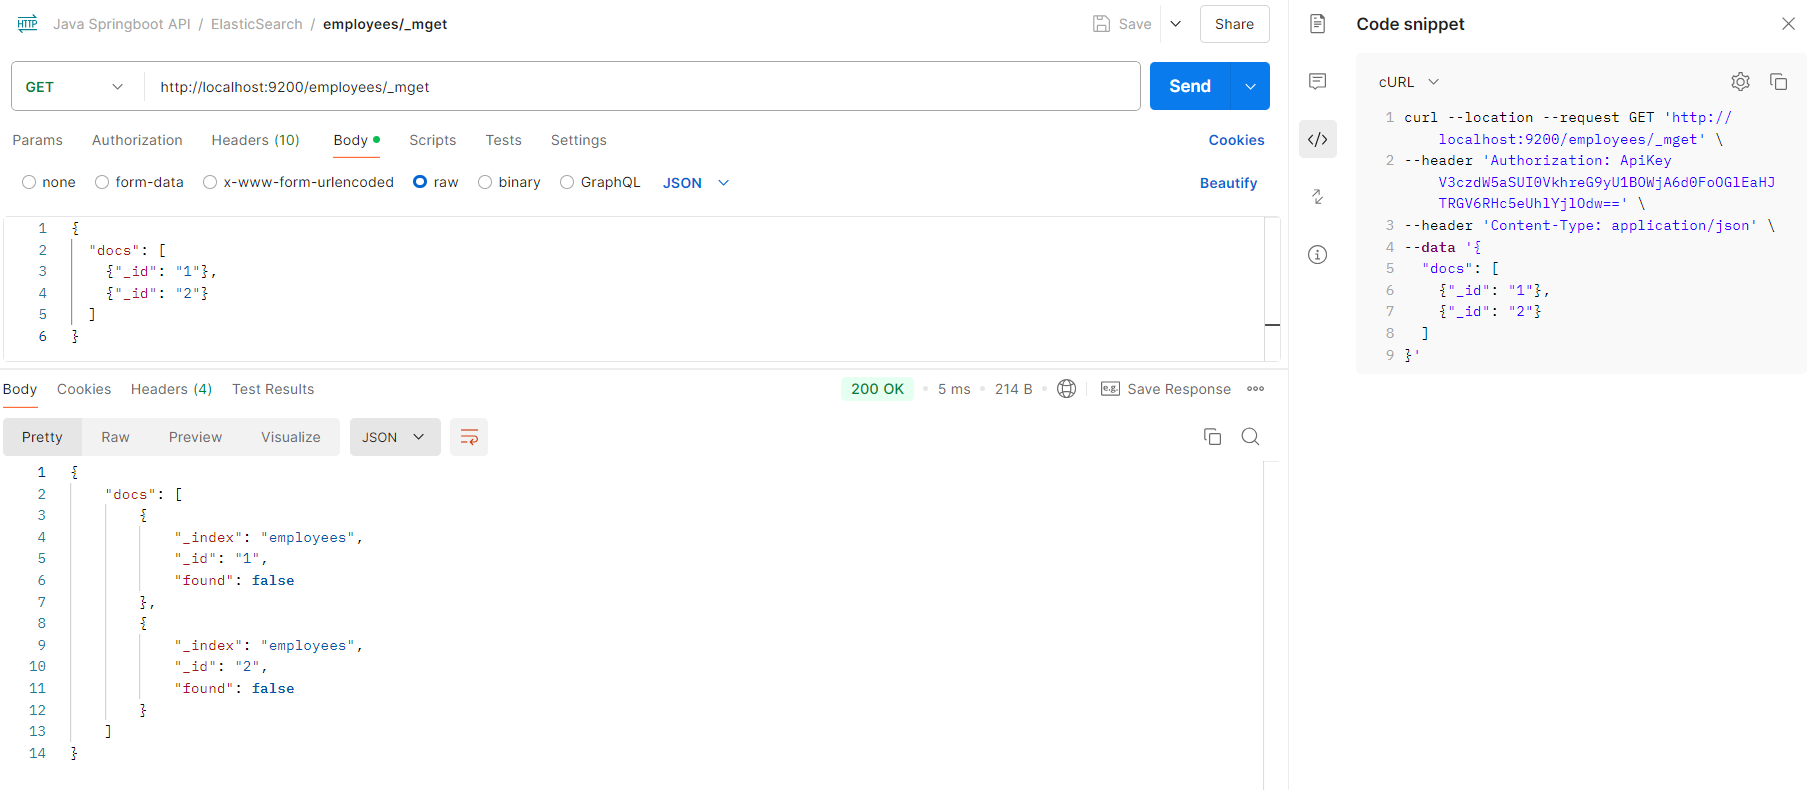 HTTP Java Springboot API / ElasticSearch / employees/_mget
Save
Share
GET
http://localhost:9200/employees/_mget
Send
Params Authorization Headers (10) Body Scripts Tests Settings
Cookies
none form-data x-www-form-urlencoded raw binary GraphQL JSON
Beautify
1 {
2 "docs": [
3 {"_id": "1"},
4 {"_id": "2"}
5 ]
6 }
Body Cookies Headers (4) Test Results
200 OK 5 ms 214 B
e.g. Save Response
Pretty Raw Preview Visualize JSON
1 {
2 "docs": [
3 {
4 "_index": "employees",
5 "_id": "1",
6 "found": false
7 },
8 {
9 "_index": "employees",
10 "_id": "2",
11 "found": false
12 }
13 ]
14 }
Code snippet
cURL
1 curl --location --request GET 'http://
localhost:9200/employees/_mget' \
2 --header 'Authorization: ApiKey
V3czdW5aSUI0VkhreG9yU1BOWjA6d0FoOGlEaHJ
TRGV6RHc5eUhlYjlOdw==' \
3 --header 'Content-Type: application/json' \
4 --data '{
5 "docs": [
6 {"_id": "1"},
7 {"_id": "2"}
8 ]
9 }'